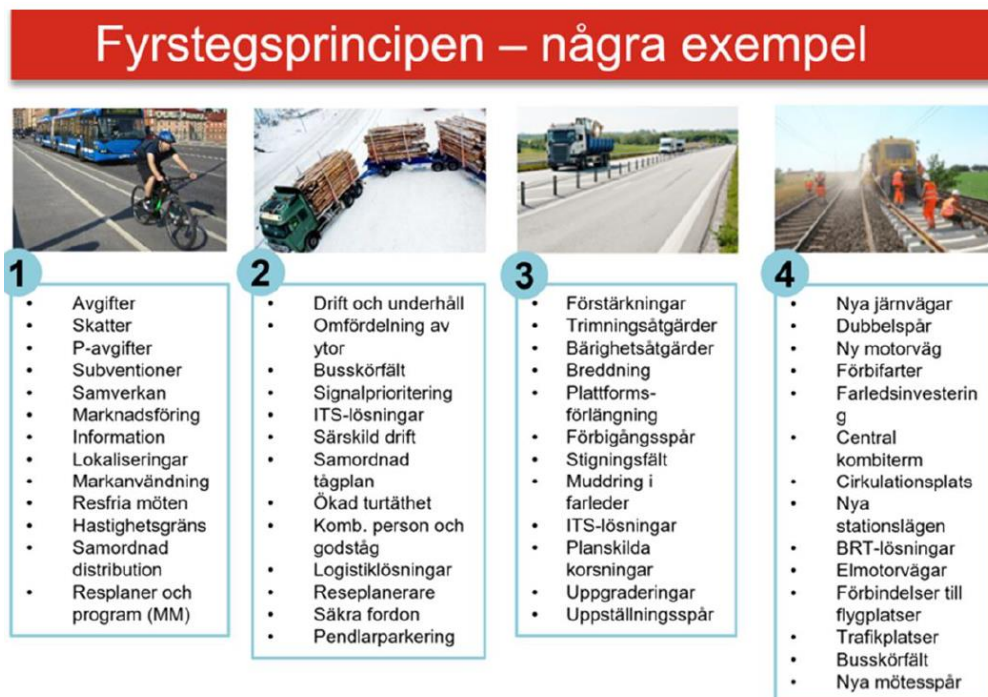 Fyrstegsprincipen – några exempel
1
• Avgifter
• Skatter
• P-avgifter
• Subventioner
• Samverkan
• Marknadsföring
• Information
• Lokaliseringar
• Markanvändning
• Resfria möten
• Hastighetsgräns
• Samordnad
distribution
• Resplaner och
program (MM)
2
• Drift och underhåll
• Omfördelning av
ytor
• Busskörfält
• Signalprioritering
• ITS-lösningar
• Särskild drift
• Samordnad
tågplan
• Ökad turtäthet
• Komb. person och
godståg
• Logistiklösningar
• Reseplanerare
• Säkra fordon
• Pendlarparkering
3
• Förstärkningar
• Trimningsåtgärder
• Bärighetsåtgärder
• Breddning
• Plattforms-
förlängning
• Förbigångsspår
• Stigningsfält
• Muddring i
farleder
• ITS-lösningar
• Planskilda
korsningar
• Uppgraderingar
• Uppställningsspår
4
• Nya järnvägar
• Dubbelspår
• Ny motorväg
• Förbifarter
• Farledsinvesterin
g
• Central
kombiterm
• Cirkulationsplats
• Nya
stationslägen
• BRT-lösningar
• Elmotorvägar
• Förbindelser till
flygplatser
• Trafikplatser
• Busskörfält
• Nya mötesspår